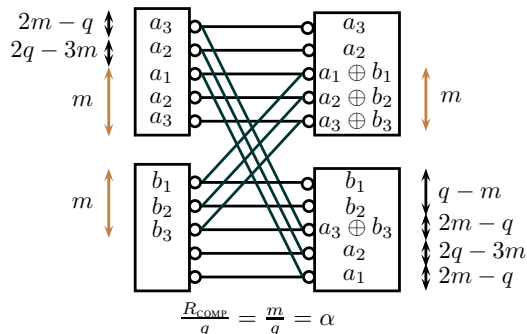 2m − q
2q − 3m
m
m
a₃
a₂
a₁
a₂
a₃
b₁
b₂
b₃
a₃
a₂
a₁ ⊕ b₁
a₂ ⊕ b₂
a₃ ⊕ b₃
b₁
b₂
a₃ ⊕ b₃
a₂
a₁
m
q − m
2m − q
2q − 3m
2m − q
R_COMP/q = m/q = α